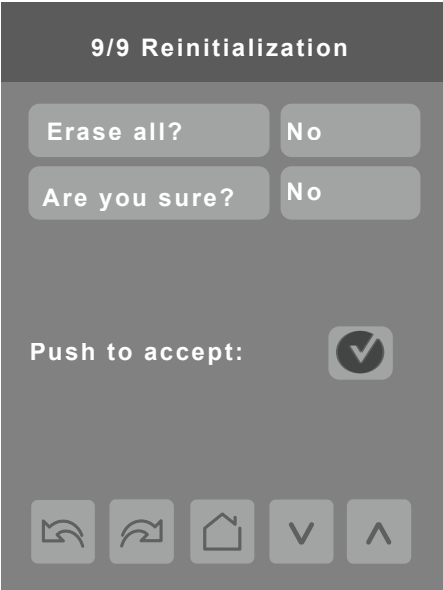 9/9 Reinitialization
Erase all? No
Are you sure? No
Push to accept: